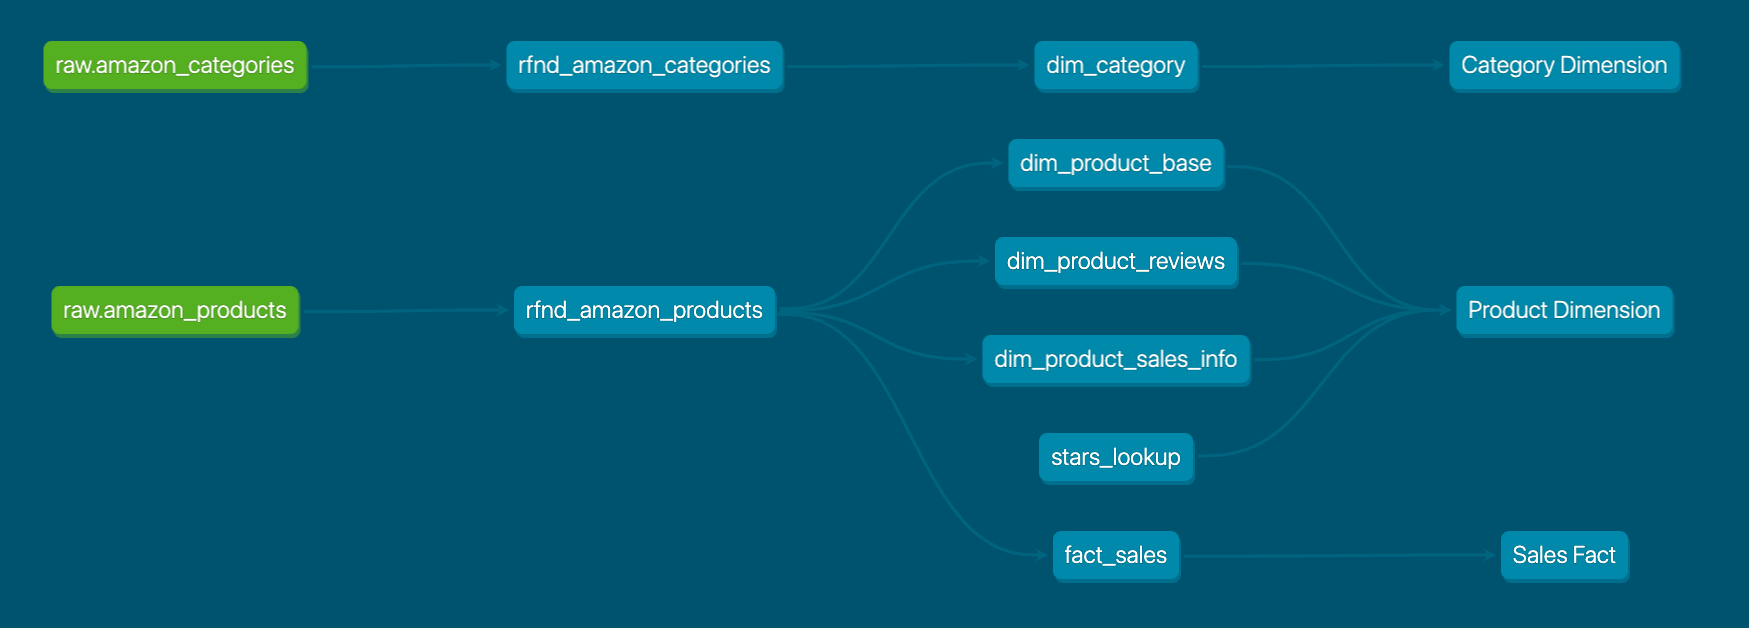 raw.amazon_categories
rfnd_amazon_categories
dim_category
Category Dimension
dim_product_base
dim_product_reviews
raw.amazon_products
rfnd_amazon_products
Product Dimension
dim_product_sales_info
stars_lookup
fact_sales
Sales Fact